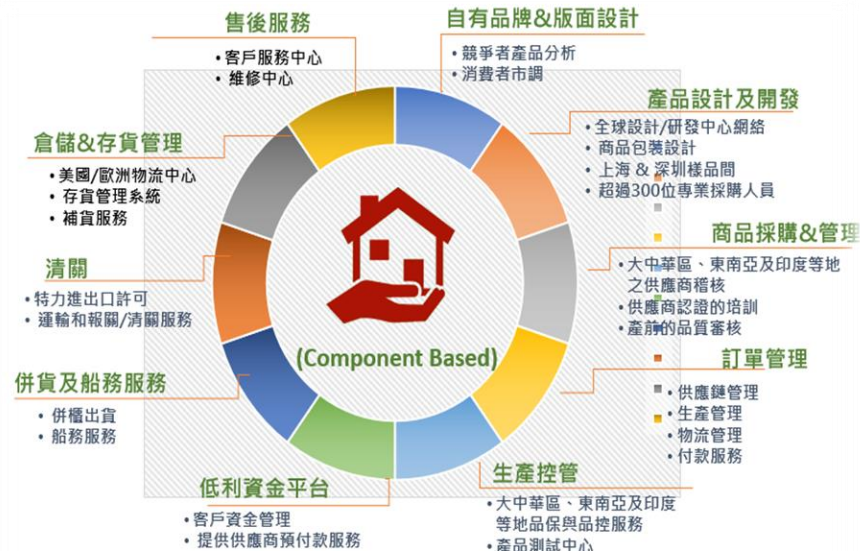 自有品牌&版面設計
• 競爭者產品分析
• 消費者市調
產品設計及開發
• 全球設計/研發中心網絡
• 商品包裝設計
• 上海 & 深圳樣品間
• 超過300位專業採購人員
商品採購&管理
• 大中華區、東南亞及印度等地
之供應商稽核
• 供應商認證的培訓
• 產前的品質審核
訂單管理
• 供應鏈管理
• 生產管理
• 物流管理
• 付款服務
生產控管
• 大中華區、東南亞及印度
等地品保與品控服務
• 產品測試中心
低利資金平台
• 客戶資金管理
• 提供供應商預付款服務
併貨及船務服務
• 併櫃出貨
• 船務服務
清關
• 特力進出口許可
• 運輸和報關/清關服務
倉儲&存貨管理
• 美國/歐洲物流中心
• 存貨管理系統
• 補貨服務
售後服務
• 客戶服務中心
• 維修中心
(Component Based)